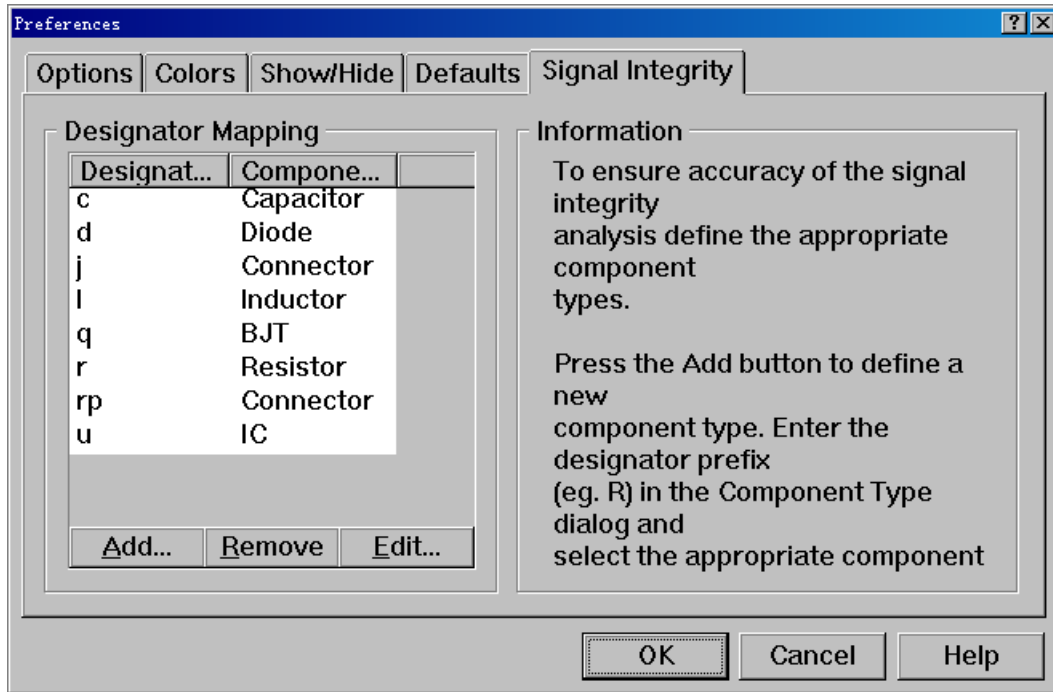 Preferences
Options Colors Show/Hide Defaults Signal Integrity
Designator Mapping
Designat... Compone...
c Capacitor
d Diode
j Connector
l Inductor
q BJT
r Resistor
rp Connector
u IC
Add... Remove Edit...
Information
To ensure accuracy of the signal
integrity
analysis define the appropriate
component
types.
Press the Add button to define a
new
component type. Enter the
designator prefix
(eg. R) in the Component Type
dialog and
select the appropriate component
OK Cancel Help